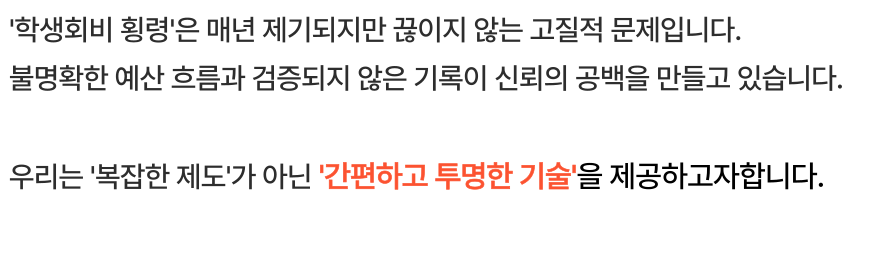 '학생회비 횡령'은 매년 제기되지만 끊이지 않는 고질적 문제입니다.
불명확한 예산 흐름과 검증되지 않은 기록이 신뢰의 공백을 만들고 있습니다.
우리는 '복잡한 제도'가 아닌 '간편하고 투명한 기술'을 제공하고자합니다.